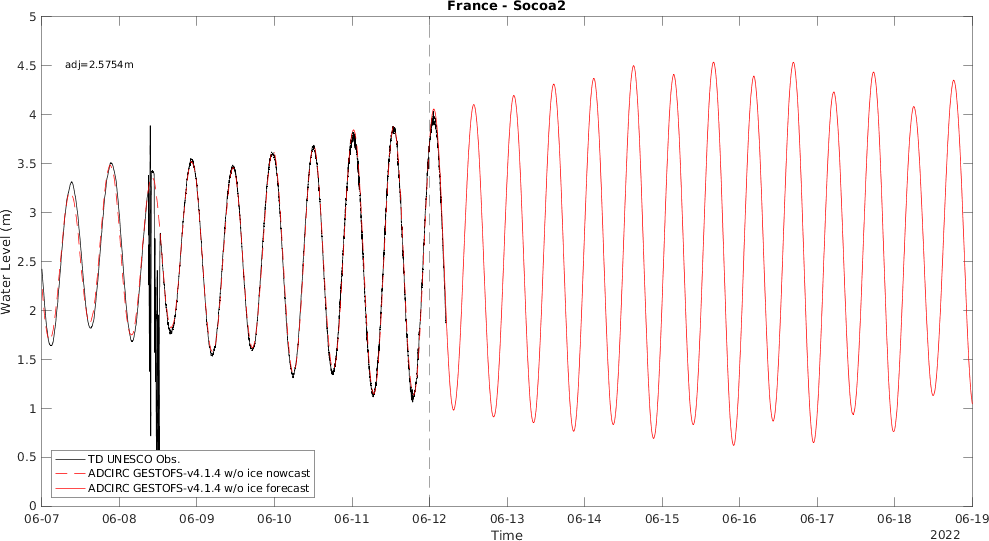 France - Socoa2
adj=2.5754m
Water Level (m)
5
4.5
4
3.5
3
2.5
2
1.5
1
0.5
0
TD UNESCO Obs.
ADCIRC GESTOFS-v4.1.4 w/o ice nowcast
ADCIRC GESTOFS-v4.1.4 w/o ice forecast
06-07 06-08 06-09 06-10 06-11 06-12 06-13 06-14 06-15 06-16 06-17 06-18 06-19
Time
2022